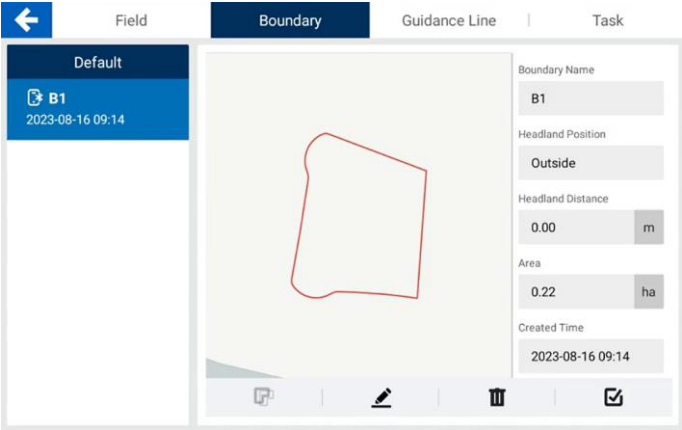 Field
Boundary
Guidance Line
Task
Default
B1
2023-08-16 09:14
Boundary Name
B1
Headland Position
Outside
Headland Distance
0.00 m
Area
0.22 ha
Created Time
2023-08-16 09:14